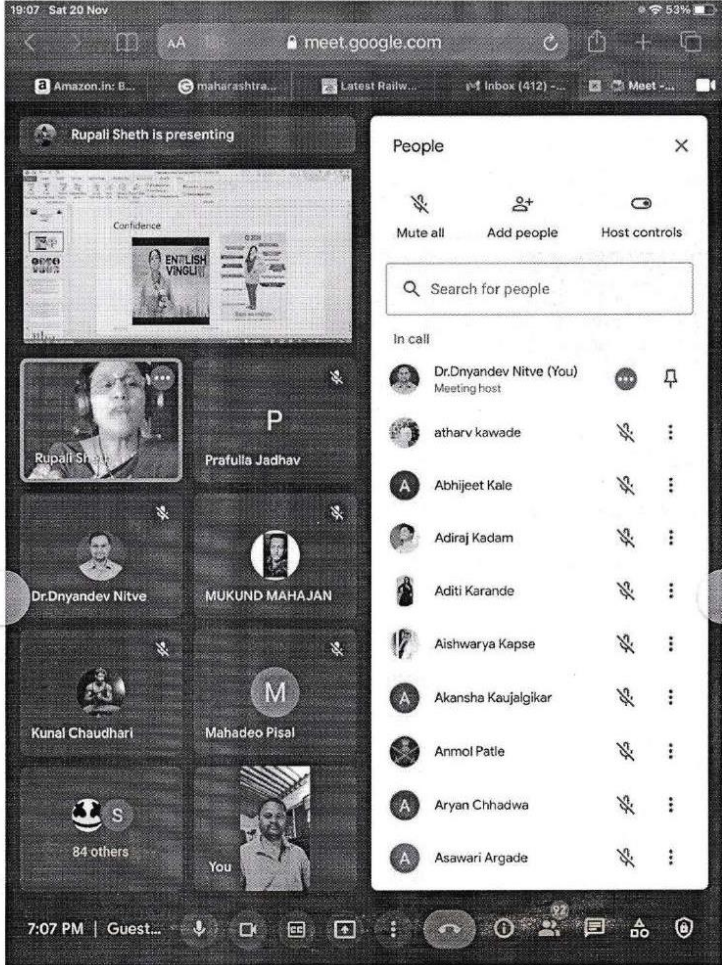 19:07 Sat 20 Nov
53%
AA
meet.google.com
Amazon.in: B...
maharashtra...
Latest Railw...
Inbox (412) -...
Meet -...
Rupali Sheth is presenting
Confidence
ENGLISH
VINGLISH
Rupali Sheth
P
Prafulla Jadhav
Dr.Dnyandev Nitve
MUKUND MAHAJAN
Kunal Chaudhari
M
Mahadeo Pisal
S
84 others
You
People
Mute all
Add people
Host controls
Search for people
In call
Dr.Dnyandev Nitve (You)
Meeting host
atharv kawade
A
Abhijeet Kale
Adiraj Kadam
Aditi Karande
Aishwarya Kapse
A
Akansha Kaujalgikar
Anmol Patle
A
Aryan Chhadwa
A
Asawari Argade
7:07 PM | Guest...
CC
92